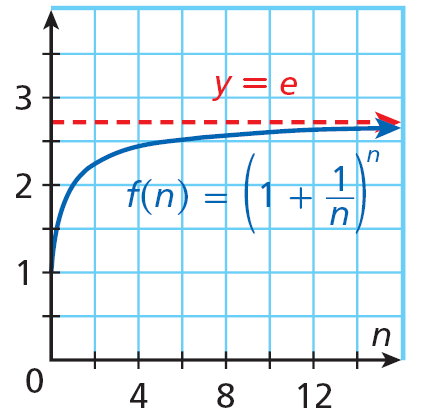 y = e
3
f(n) = (1 + 1/n)^n
2
1
n
0
4 8 12